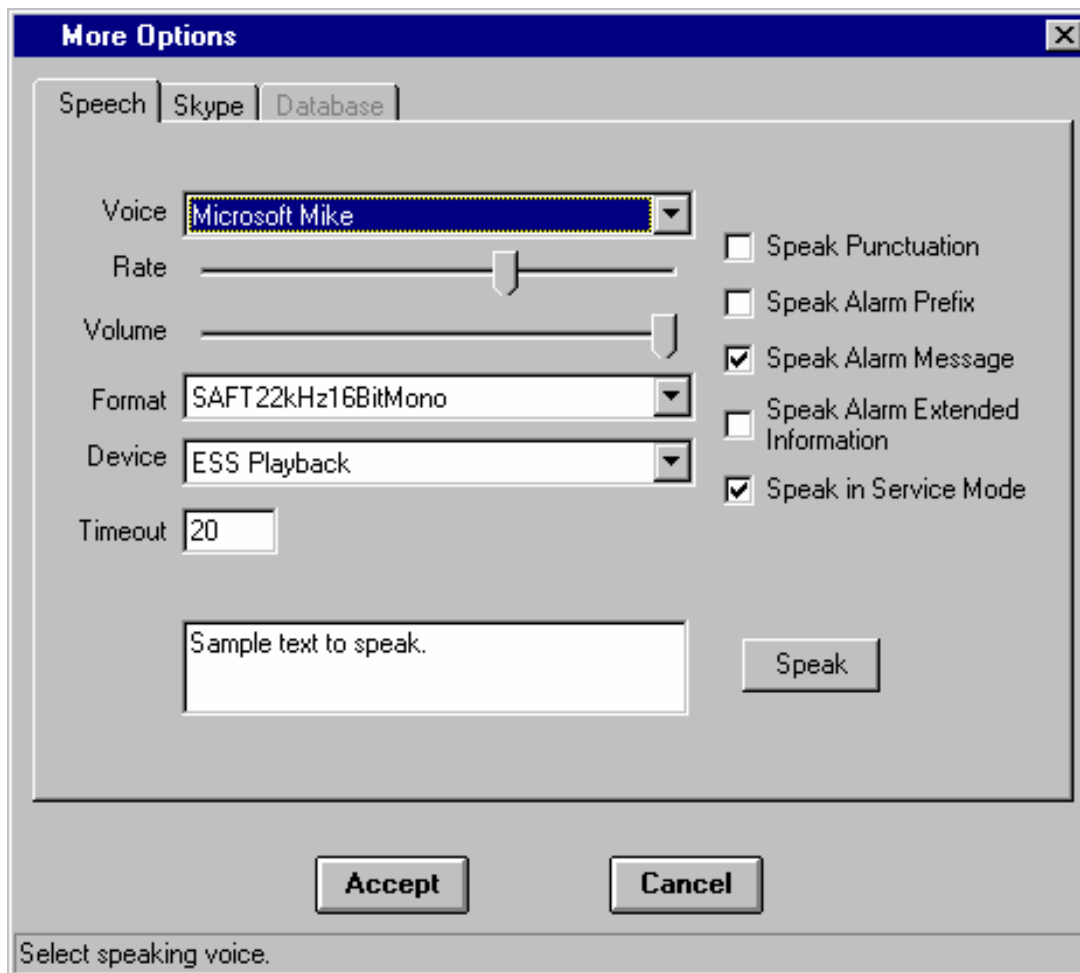 More Options
Speech Skype Database
Voice Microsoft Mike
Rate
Volume
Format SAFT22kHz16BitMono
Device ESS Playback
Timeout 20
Speak Punctuation
Speak Alarm Prefix
Speak Alarm Message
Speak Alarm Extended
Information
Speak in Service Mode
Sample text to speak.
Speak
Accept Cancel
Select speaking voice.